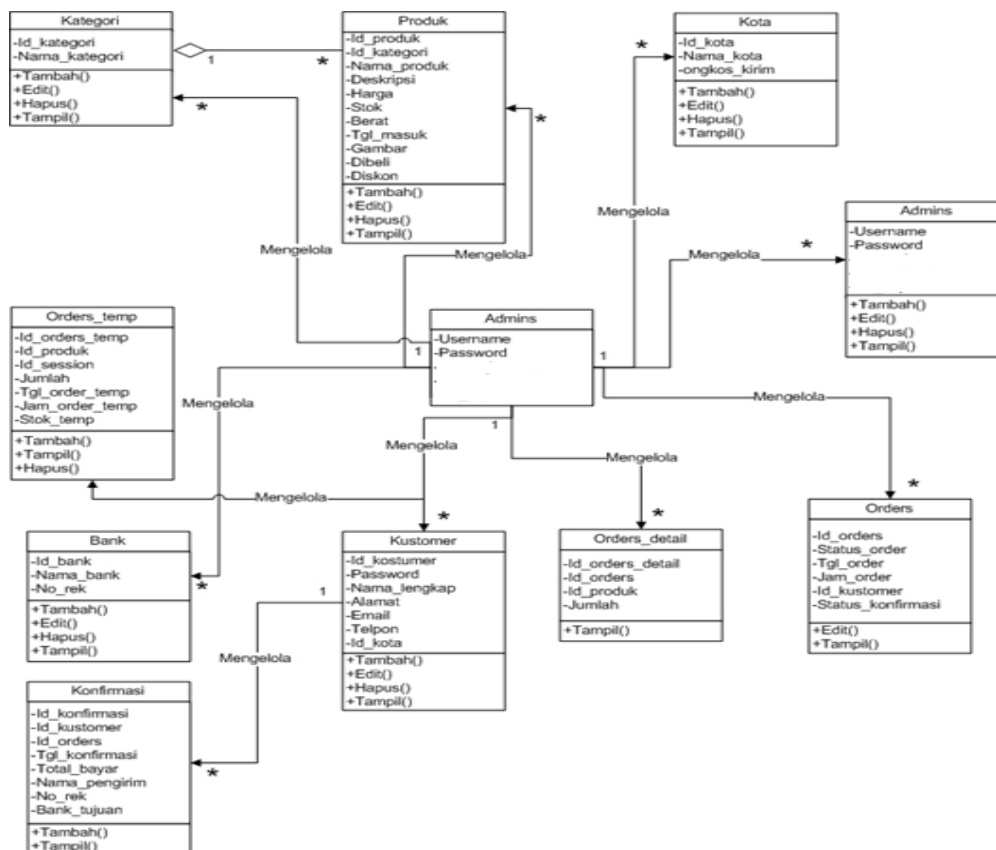 Kategori
-Id_kategori
-Nama_kategori
+Tambah()
+Edit()
+Hapus()
+Tampil()
1
*
*
Produk
-Id_produk
-Id_kategori
-Nama_produk
-Deskripsi
-Harga
-Stok
-Berat
-Tgl_masuk
-Gambar
-Dibeli
-Diskon
+Tambah()
+Edit()
+Hapus()
+Tampil()
*
Kota
-Id_kota
-Nama_kota
-ongkos_kirim
+Tambah()
+Edit()
+Hapus()
+Tampil()
*
Mengelola
Mengelola
Mengelola
Mengelola
*
Admins
-Username
-Password
+Tambah()
+Edit()
+Hapus()
+Tampil()
Orders_temp
-Id_orders_temp
-Id_produk
-Id_session
-Jumlah
-Tgl_order_temp
-Jam_order_temp
-Stok_temp
+Tambah()
+Tampil()
+Hapus()
Admins
-Username
-Password
1
1
1
Mengelola
Mengelola
Mengelola
Mengelola
Mengelola
*
*
*
*
Bank
-Id_bank
-Nama_bank
-No_rek
+Tambah()
+Edit()
+Hapus()
+Tampil()
Kustomer
-Id_kostumer
-Password
-Nama_lengkap
-Alamat
-Email
-Telpon
-Id_kota
+Tambah()
+Edit()
+Hapus()
+Tampil()
Orders_detail
-Id_orders_detail
-Id_orders
-Id_produk
-Jumlah
+Tampil()
Orders
-Id_orders
-Status_order
-Tgl_order
-Jam_order
-Id_kustomer
-Status_konfirmasi
+Edit()
+Tampil()
1
Mengelola
*
Konfirmasi
-Id_konfirmasi
-Id_kustomer
-Id_orders
-Tgl_konfirmasi
-Total_bayar
-Nama_pengirim
-No_rek
-Bank_tujuan
+Tambah()
+Tampil()